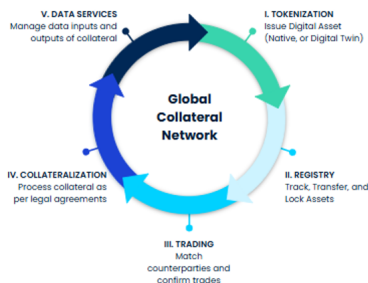 V. DATA SERVICES
Manage data inputs and
outputs of collateral
I. TOKENIZATION
Issue Digital Asset
(Native, or Digital Twin)
Global
Collateral
Network
IV. COLLATERALIZATION
Process collateral as
per legal agreements
II. REGISTRY
Track, Transfer, and
Lock Assets
III. TRADING
Match
counterparties and
confirm trades